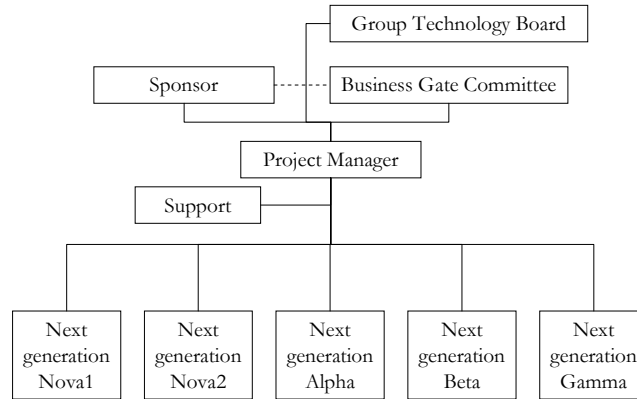 Group Technology Board
Sponsor
Business Gate Committee
Project Manager
Support
Next
generation
Nova1
Next
generation
Nova2
Next
generation
Alpha
Next
generation
Beta
Next
generation
Gamma